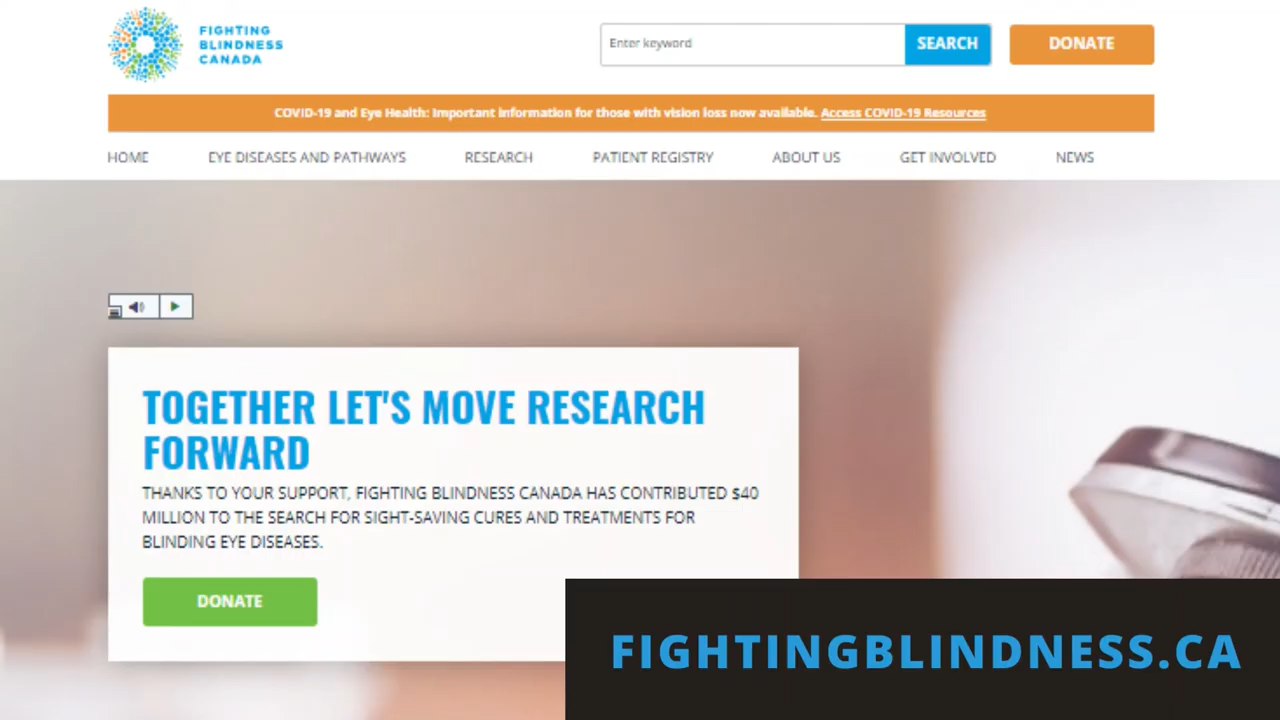 FIGHTING
BLINDNESS
CANADA
Enter keyword
SEARCH
DONATE
COVID-19 and Eye Health: Important information for those with vision loss now available. Access COVID-19 Resources
HOME
EYE DISEASES AND PATHWAYS
RESEARCH
PATIENT REGISTRY
ABOUT US
GET INVOLVED
NEWS
TOGETHER LET'S MOVE RESEARCH
FORWARD
THANKS TO YOUR SUPPORT, FIGHTING BLINDNESS CANADA HAS CONTRIBUTED $40
MILLION TO THE SEARCH FOR SIGHT-SAVING CURES AND TREATMENTS FOR
BLINDING EYE DISEASES.
DONATE
FIGHTINGBLINDNESS.CA